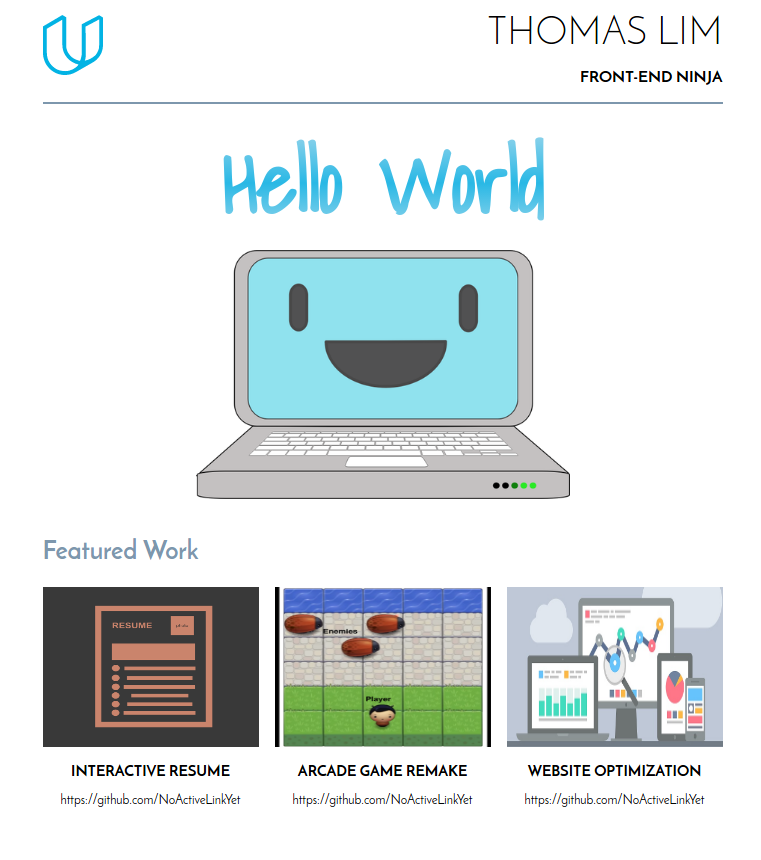 THOMAS LIM
FRONT-END NINJA
Hello World
Featured Work
RESUME
Enemies
Player
INTERACTIVE RESUME
ARCADE GAME REMAKE
WEBSITE OPTIMIZATION
https://github.com/NoActiveLinkYet
https://github.com/NoActiveLinkYet
https://github.com/NoActiveLinkYet